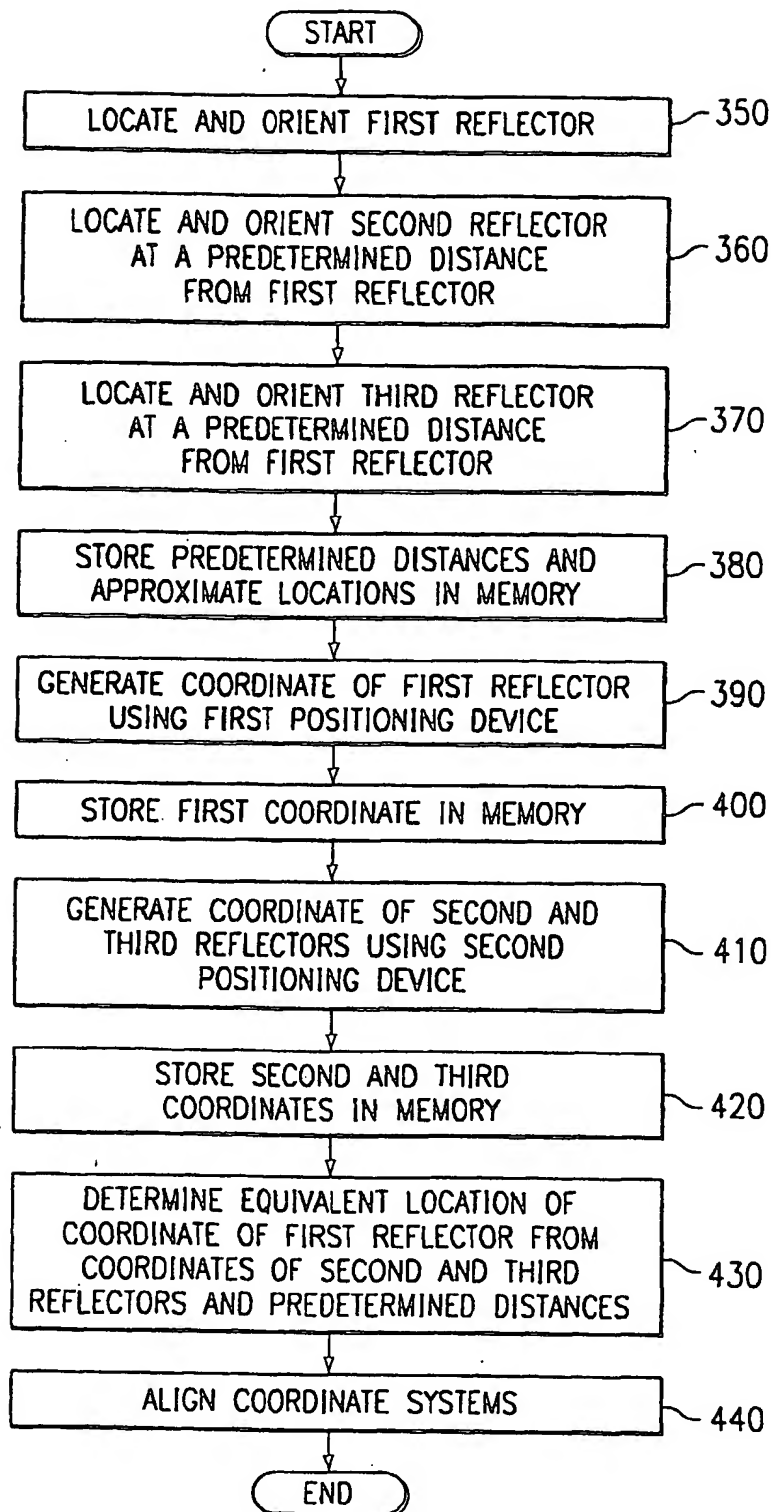 START
LOCATE AND ORIENT FIRST REFLECTOR
350
LOCATE AND ORIENT SECOND REFLECTOR
AT A PREDETERMINED DISTANCE
FROM FIRST REFLECTOR
360
LOCATE AND ORIENT THIRD REFLECTOR
AT A PREDETERMINED DISTANCE
FROM FIRST REFLECTOR
370
STORE PREDETERMINED DISTANCES AND
APPROXIMATE LOCATIONS IN MEMORY
380
GENERATE COORDINATE OF FIRST REFLECTOR
USING FIRST POSITIONING DEVICE
390
STORE FIRST COORDINATE IN MEMORY
400
GENERATE COORDINATE OF SECOND AND
THIRD REFLECTORS USING SECOND
POSITIONING DEVICE
410
STORE SECOND AND THIRD
COORDINATES IN MEMORY
420
DETERMINE EQUIVALENT LOCATION OF
COORDINATE OF FIRST REFLECTOR FROM
COORDINATES OF SECOND AND THIRD
REFLECTORS AND PREDETERMINED DISTANCES
430
ALIGN COORDINATE SYSTEMS
440
END